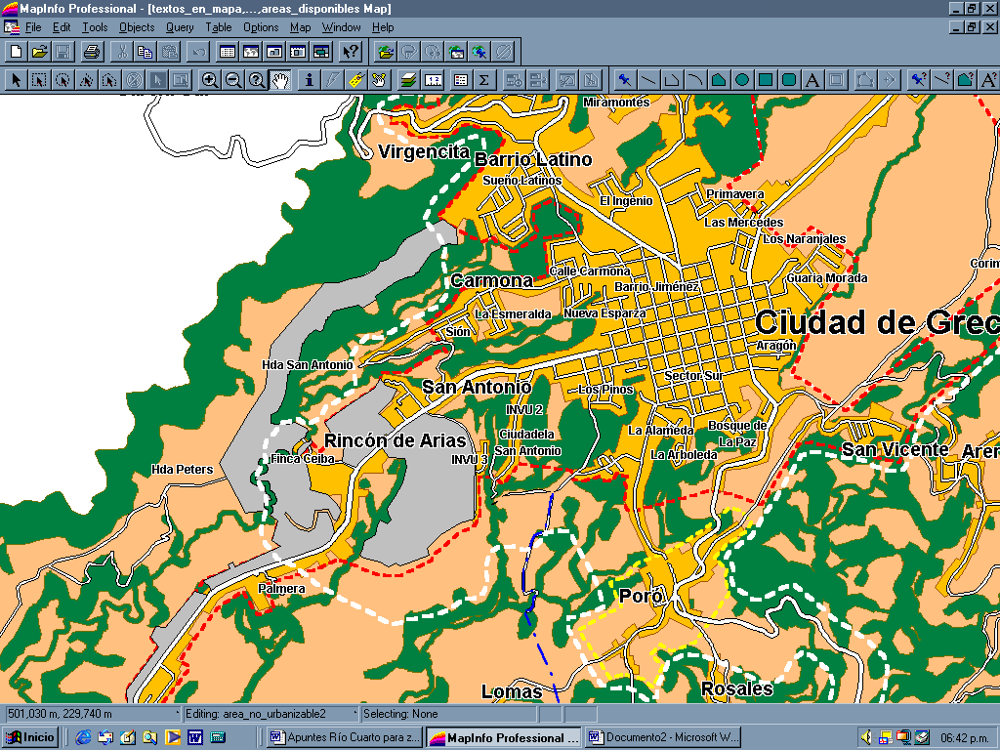 MapInfo Professional - [textos_en_mapa,...,areas_disponibles Map]
File Edit Tools Objects Query Table Options Map Window Help
Miramontes
Virgencita
Barrio Latino
Sueño Latinos
El Ingenio
Primavera
Las Mercedes
Los Naranjales
Calle Carmona
Carmona
Barrio Jiménez
Guaria Morada
La Esmeralda
Nueva Esparza
Ciudad de Grec
Sión
Aragón
Hda San Antonio
Sector Sur
San Antonio
Los Pinos
INVU 2
La Alameda
Bosque de
La Paz
Ciudadela
San Antonio
Rincón de Arias
San Vicente
Aren
INVU 3
La Arboleda
Finca Ceiba
Hda Peters
Palmera
Poró
Lomas
Rosales
501,030 m, 229,740 m
Editing: area_no_urbanizable2
Selecting: None
Inicio
Apuntes Río Cuarto para z...
MapInfo Professional ...
Documento2 - Microsoft W...
06:42 p.m.